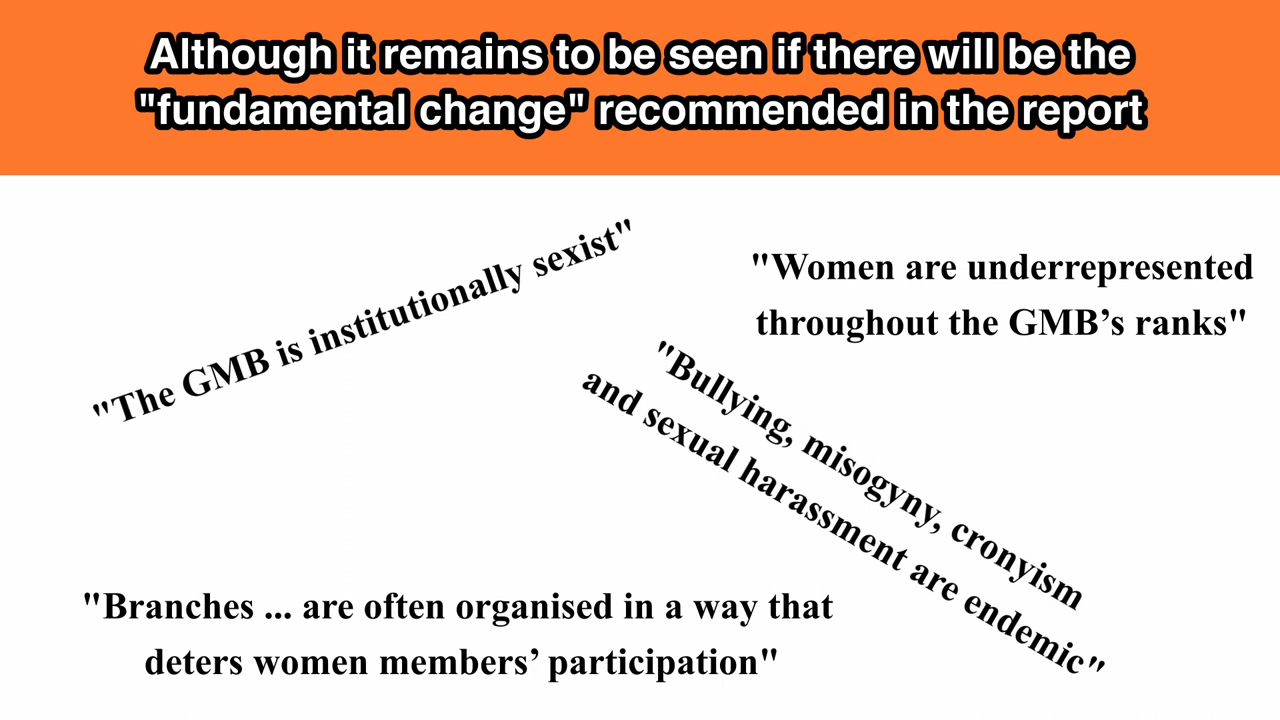 Although it remains to be seen if there will be the
"fundamental change" recommended in the report
"The GMB is institutionally sexist"
"Women are underrepresented
throughout the GMB’s ranks"
"Bullying, misogyny, cronyism
and sexual harassment are endemic"
"Branches ... are often organised in a way that
deters women members’ participation"